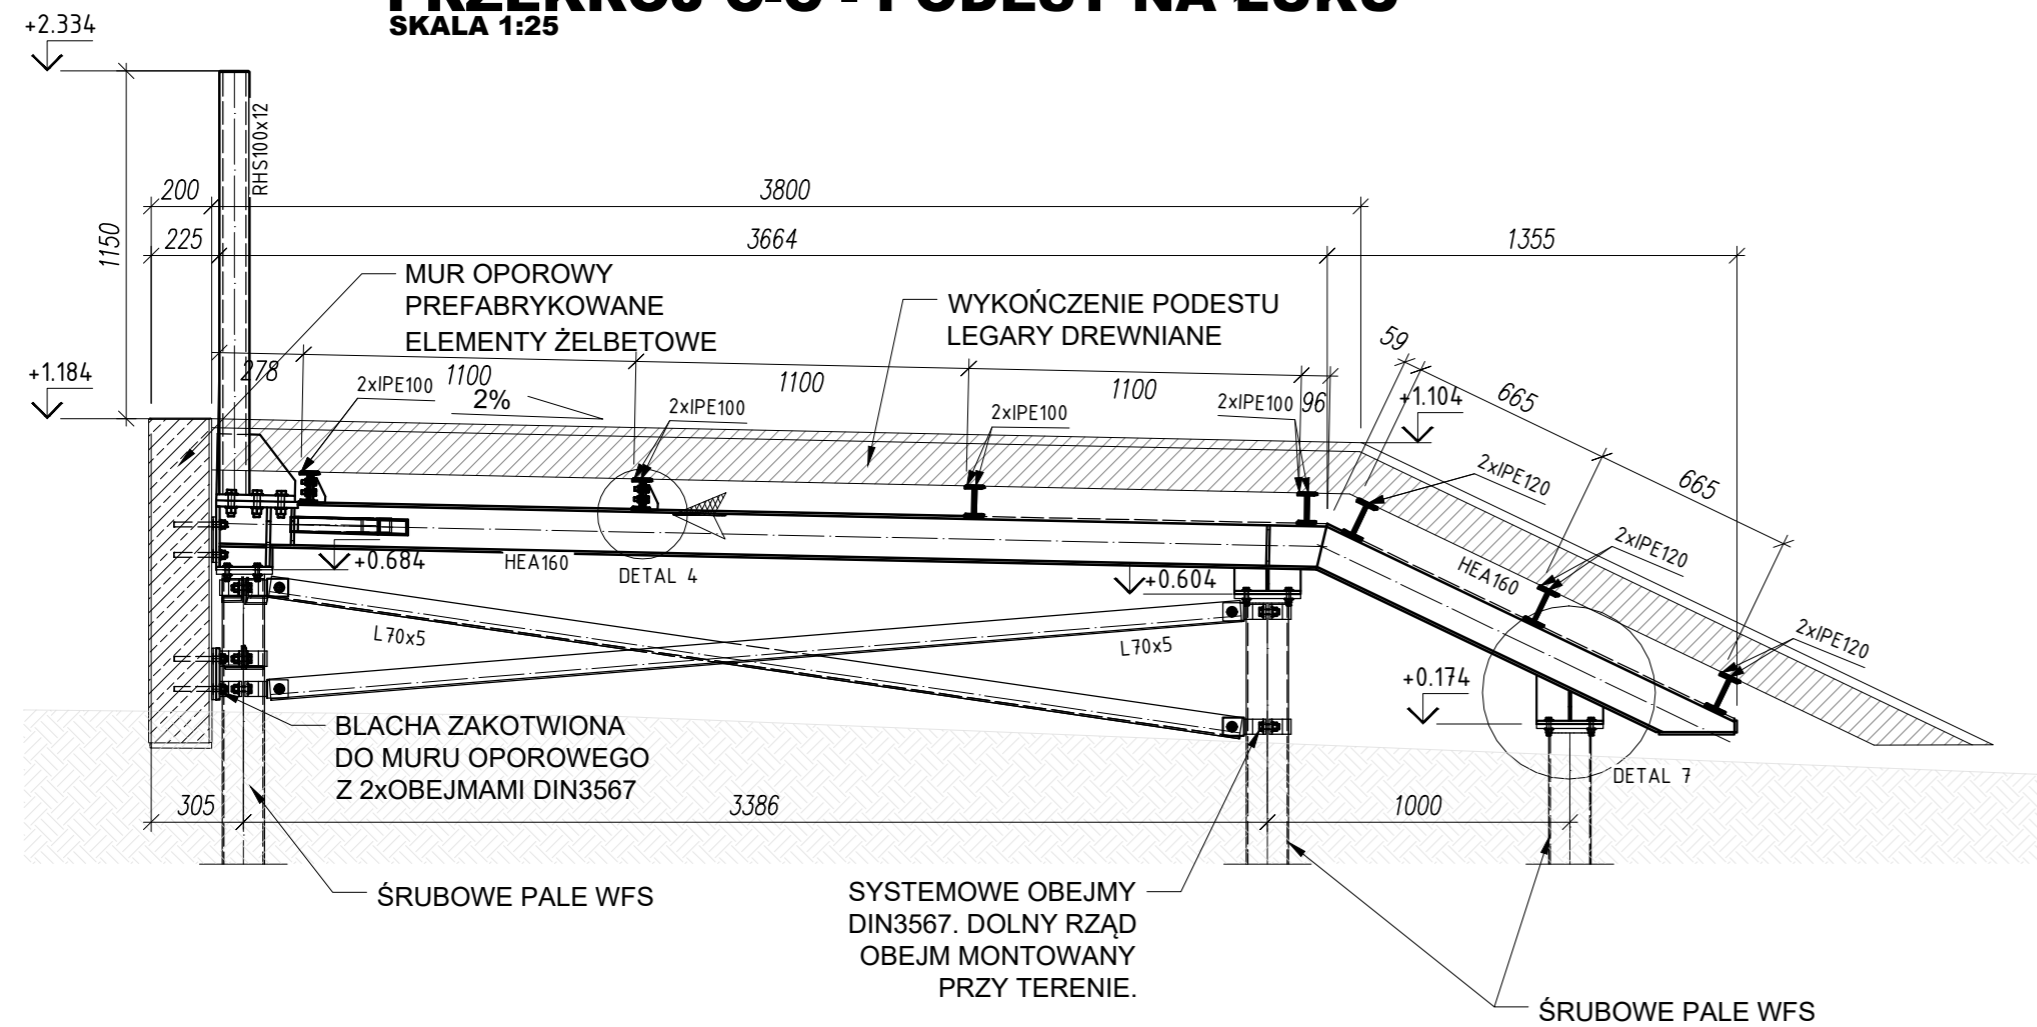 SKALA 1:25
+2.334
RHS100x12
200
3800
1150
225
3664
1355
MUR OPOROWY
PREFABRYKOWANE
ELEMENTY ŻELBETOWE
WYKOŃCZENIE PODESTU
LEGARY DREWNIANE
59
+1.184
278
1100
1100
1100
96
+1.104
665
2xIPE100
2%
2xIPE100
2xIPE100
2xIPE100
2xIPE120
665
+0.684
HEA160
DETAL 4
+0.604
HEA160
2xIPE120
L70x5
L70x5
2xIPE120
+0.174
BLACHA ZAKOTWIONA
DO MURU OPOROWEGO
Z 2xOBEJMAMI DIN3567
DETAL 7
305
3386
1000
ŚRUBOWE PALE WFS
SYSTEMOWE OBEJMY
DIN3567. DOLNY RZĄD
OBEJM MONTOWANY
PRZY TERENIE.
ŚRUBOWE PALE WFS